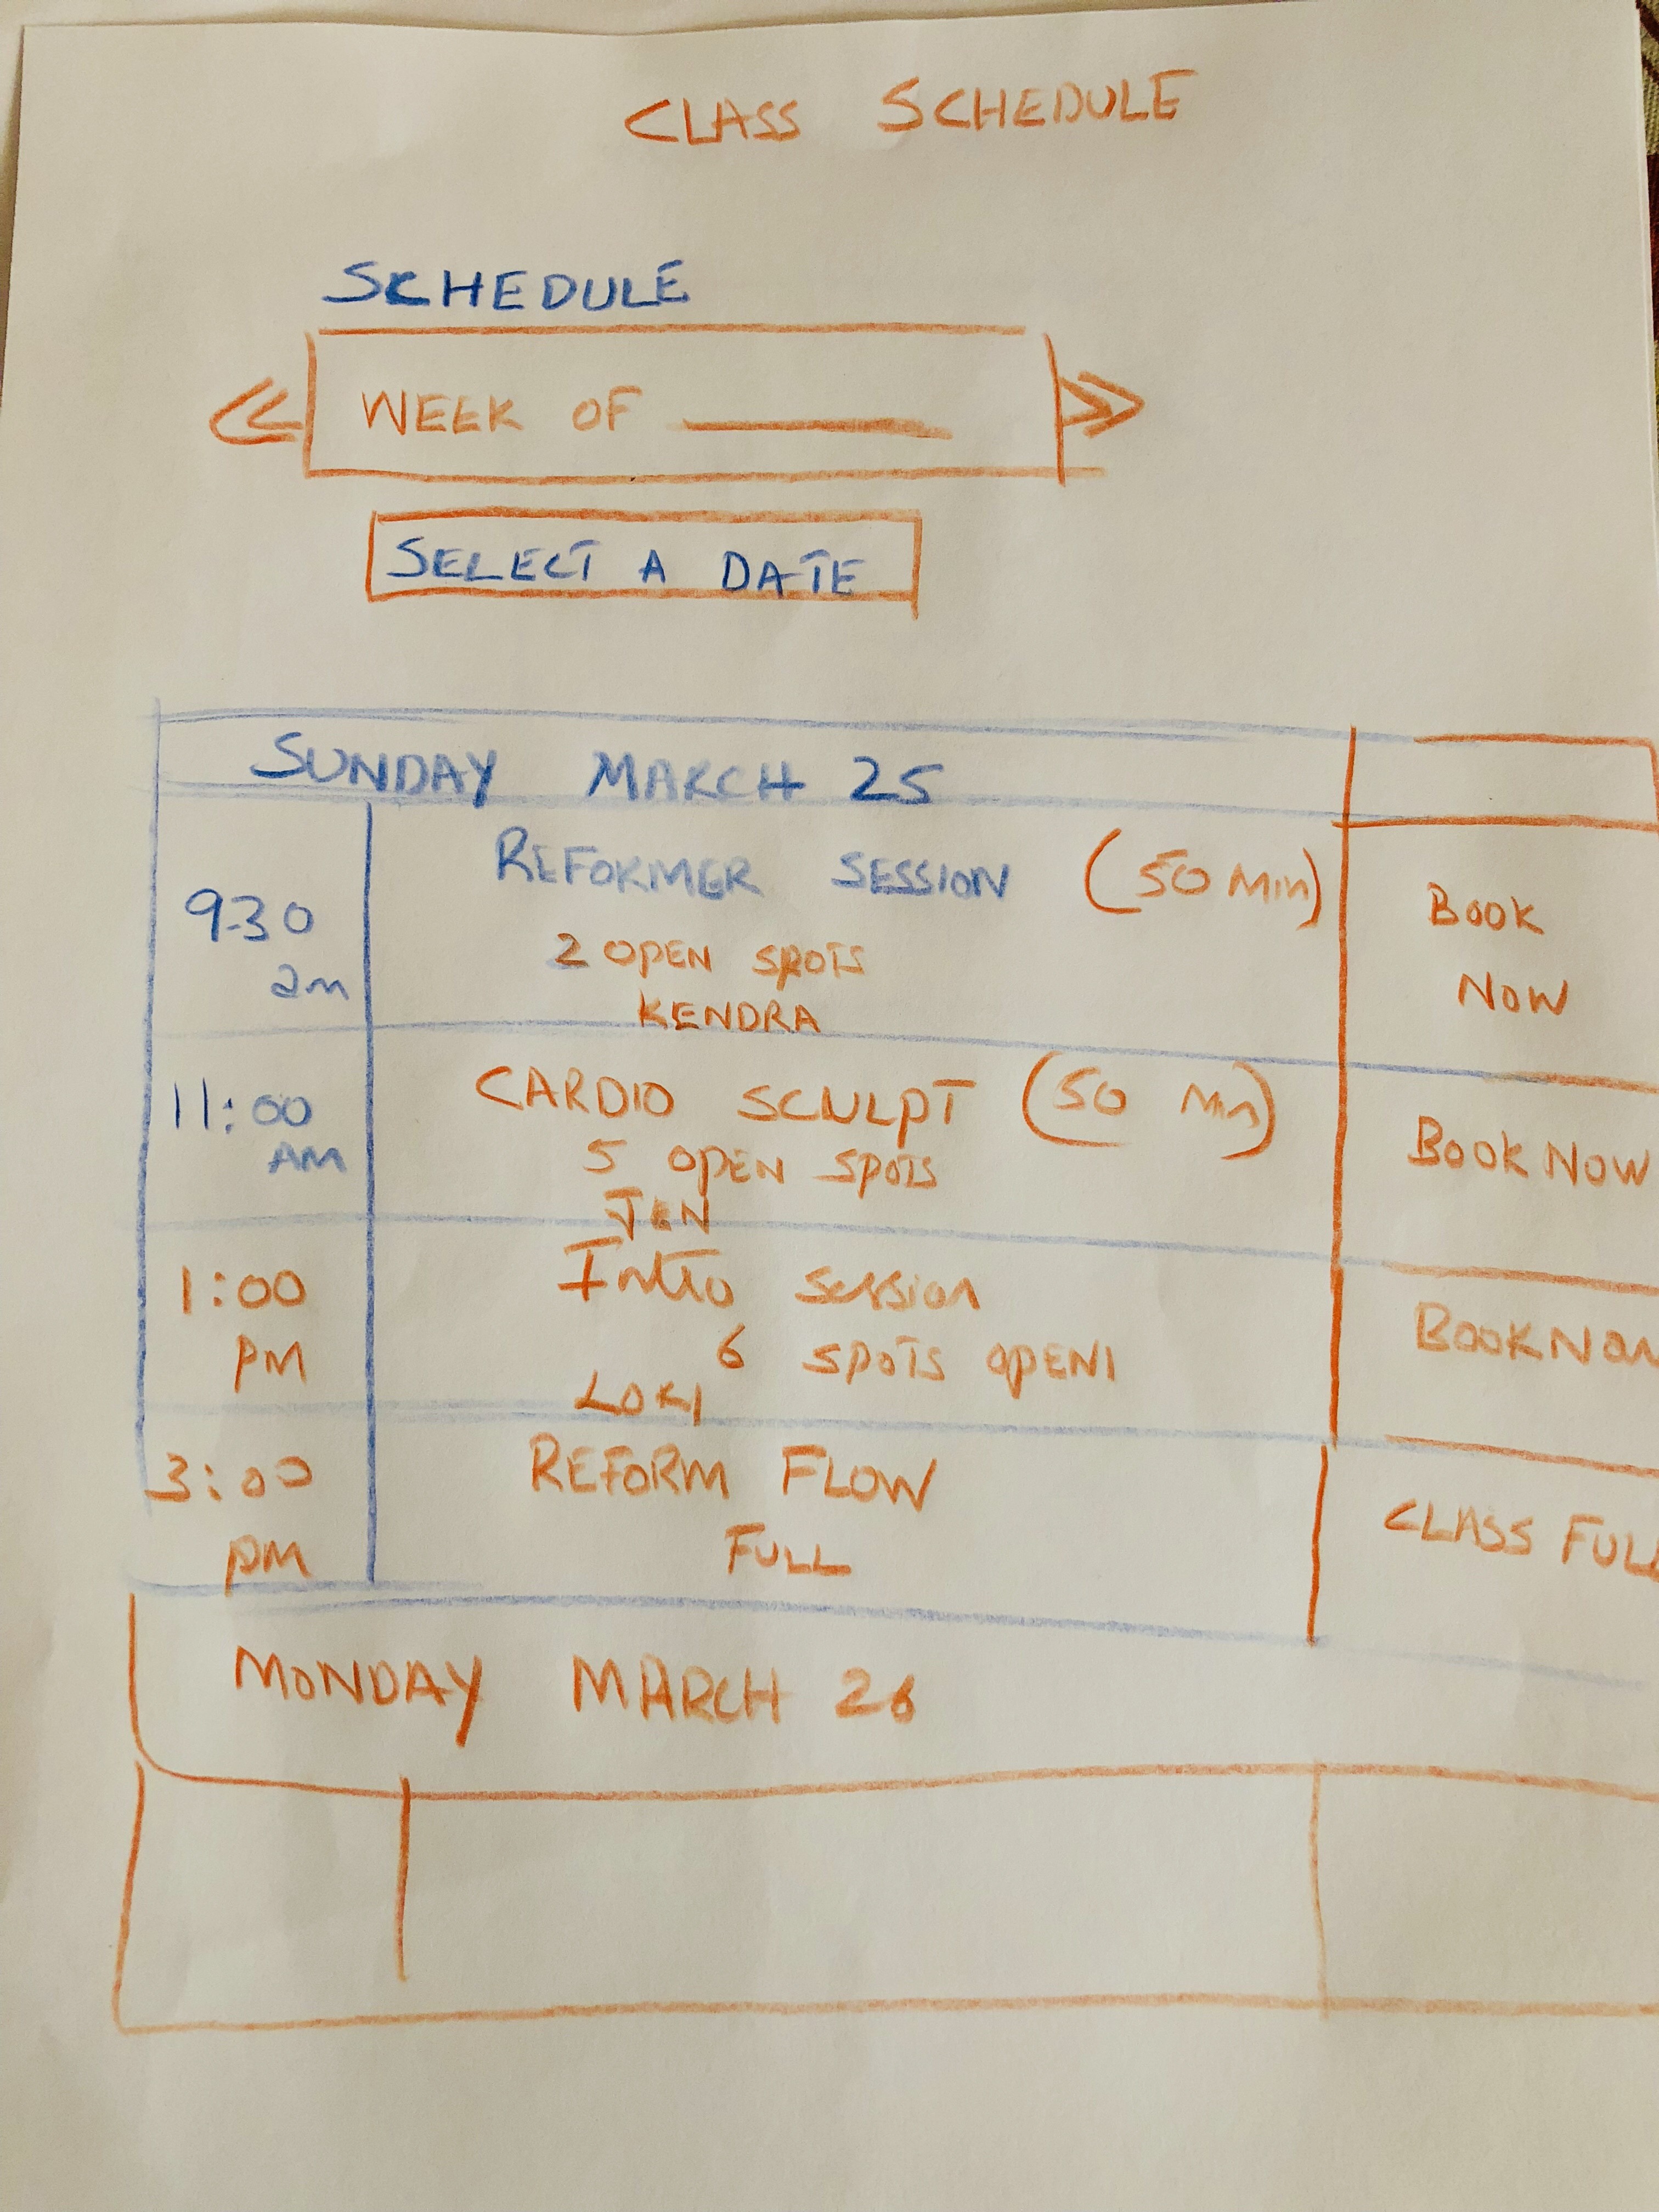 CLASS SCHEDULE
SCHEDULE
<< WEEK OF ______ >>
SELECT A DATE
SUNDAY MARCH 25
9-30 am
REFORMER SESSION (50 Min)
2 OPEN SPOTS
KENDRA
BOOK
NOW
11:00 AM
CARDIO SCULPT (50 Min)
5 OPEN SPOTS
JEN
BOOK NOW
1:00 PM
Intro Session
6 SPOTS OPEN
LOKI
BOOK NOW
3:00 PM
REFORM FLOW
FULL
CLASS FULL
MONDAY MARCH 26